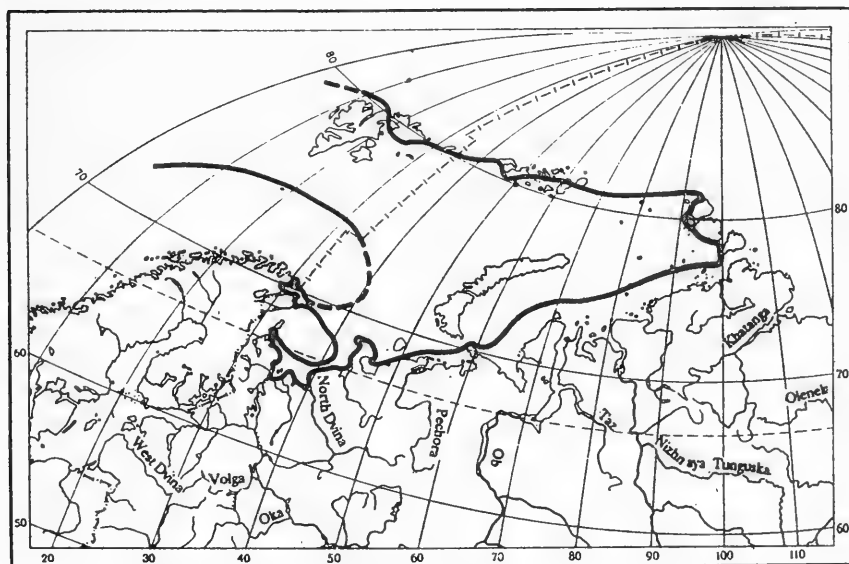 80
70
80
60
Khatanga
70
Olenek
North Dvina
Pechora
Taz
West Dvina
Volga
Ob
Nizhnaya Tunguska
Oka
50
60
20 30 40 50 60 70 80 90 100 110